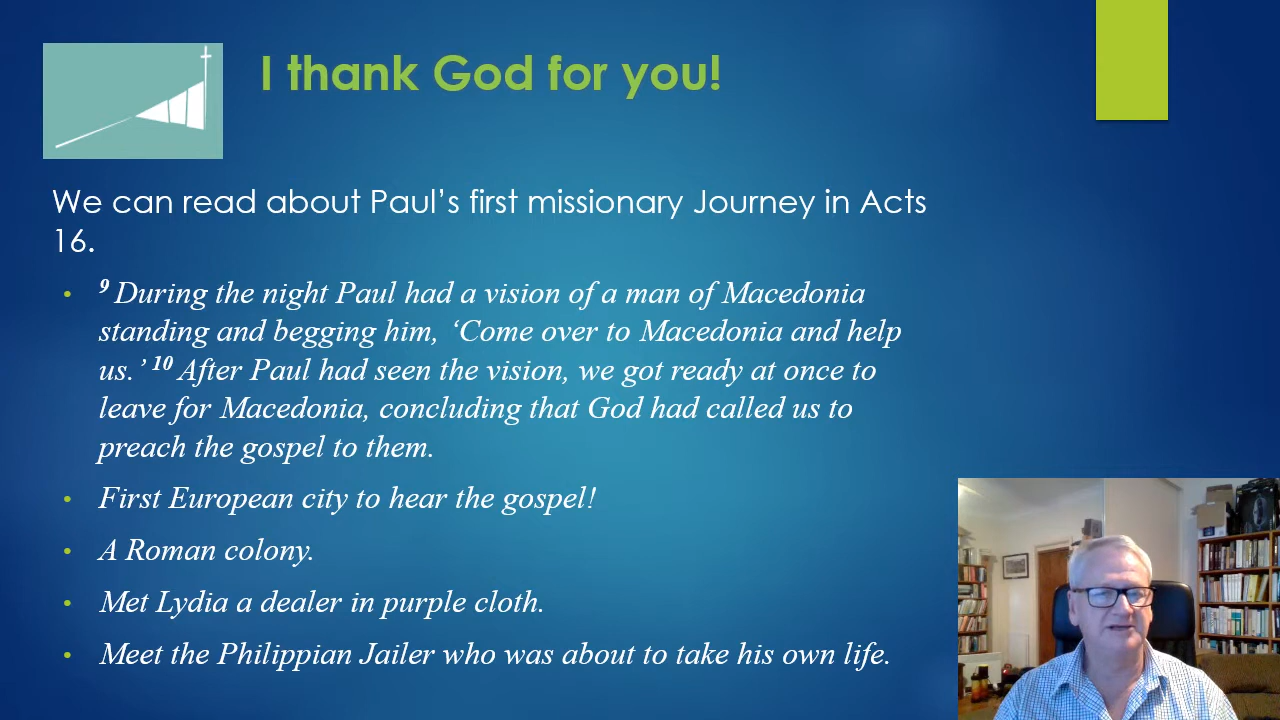 I thank God for you!
We can read about Paul’s first missionary Journey in Acts
16.
• ⁹ During the night Paul had a vision of a man of Macedonia
standing and begging him, ‘Come over to Macedonia and help
us.’ ¹⁰ After Paul had seen the vision, we got ready at once to
leave for Macedonia, concluding that God had called us to
preach the gospel to them.
• First European city to hear the gospel!
• A Roman colony.
• Met Lydia a dealer in purple cloth.
• Meet the Philippian Jailer who was about to take his own life.